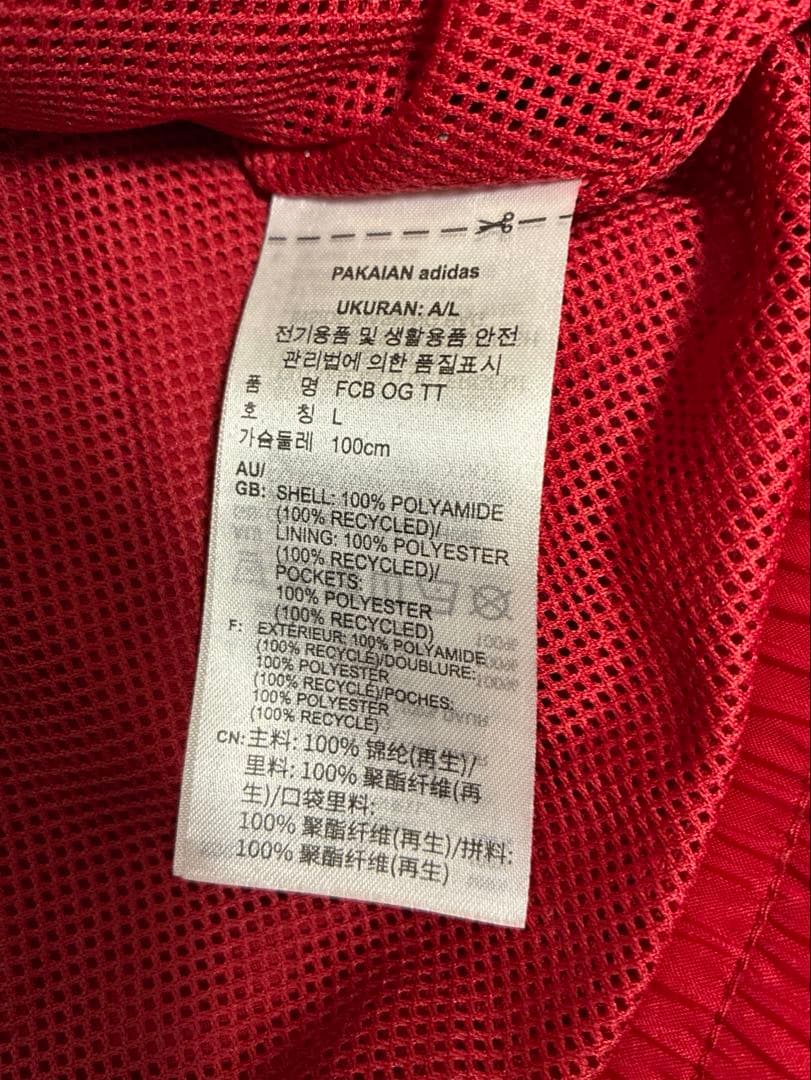 PAKAIAN adidas
UKURAN: A/L
전기용품 및 생활용품 안전
관리법에 의한 품질표시
품 명 FCB OG TT
호 칭 L
가슴둘레 100cm
AU/
GB: SHELL: 100% POLYAMIDE
(100% RECYCLED)/
LINING: 100% POLYESTER
(100% RECYCLED)/
POCKETS:
100% POLYESTER
(100% RECYCLED)
F: EXTÉRIEUR: 100% POLYAMIDE
(100% RECYCLÉ)/DOUBLURE:
100% POLYESTER
(100% RECYCLÉ)/POCHES:
100% POLYESTER
(100% RECYCLÉ)
CN: 主料: 100% 锦纶(再生)/
里料: 100% 聚酯纤维(再
生)/口袋里料:
100% 聚酯纤维(再生)/拼料:
100% 聚酯纤维(再生)